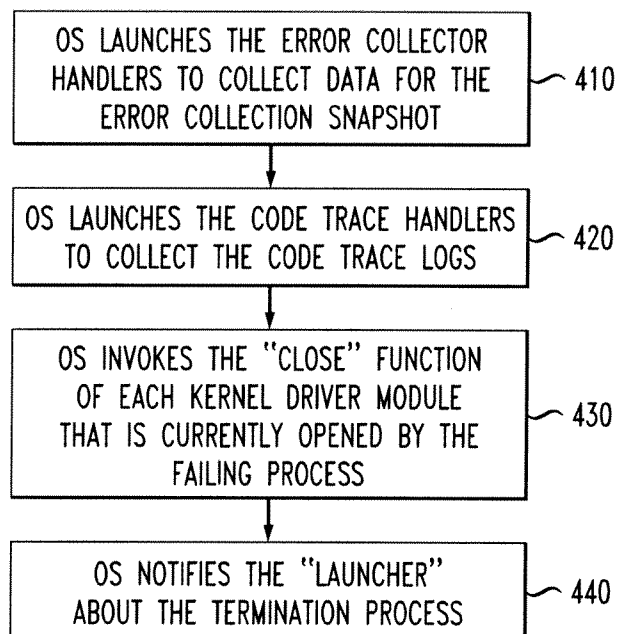 OS LAUNCHES THE ERROR COLLECTOR
HANDLERS TO COLLECT DATA FOR THE
ERROR COLLECTION SNAPSHOT
410
OS LAUNCHES THE CODE TRACE HANDLERS
TO COLLECT THE CODE TRACE LOGS
420
OS INVOKES THE "CLOSE" FUNCTION
OF EACH KERNEL DRIVER MODULE
THAT IS CURRENTLY OPENED BY THE
FAILING PROCESS
430
OS NOTIFIES THE "LAUNCHER"
ABOUT THE TERMINATION PROCESS
440